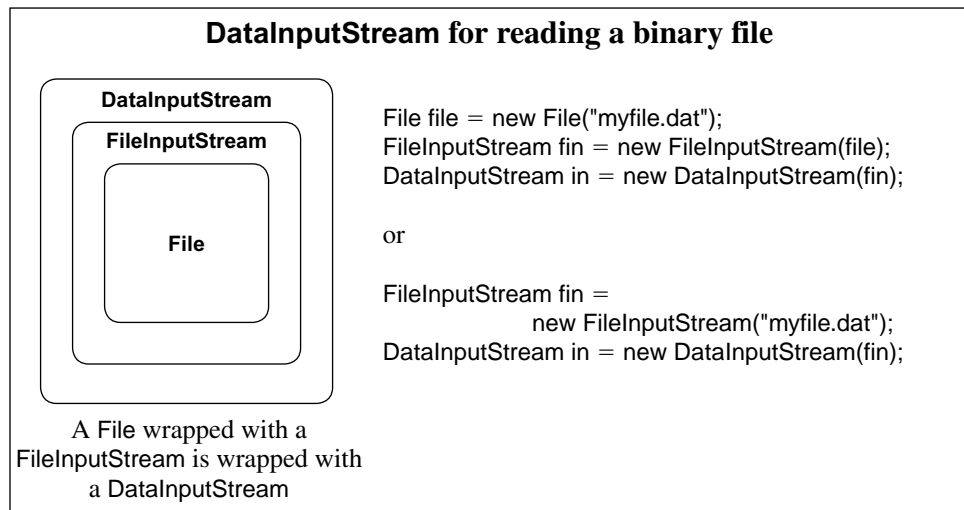 DataInputStream for reading a binary file
DataInputStream
FileInputStream
File
A File wrapped with a
FileInputStream is wrapped with
a DataInputStream
File file = new File("myfile.dat");
FileInputStream fin = new FileInputStream(file);
DataInputStream in = new DataInputStream(fin);
or
FileInputStream fin =
new FileInputStream("myfile.dat");
DataInputStream in = new DataInputStream(fin);